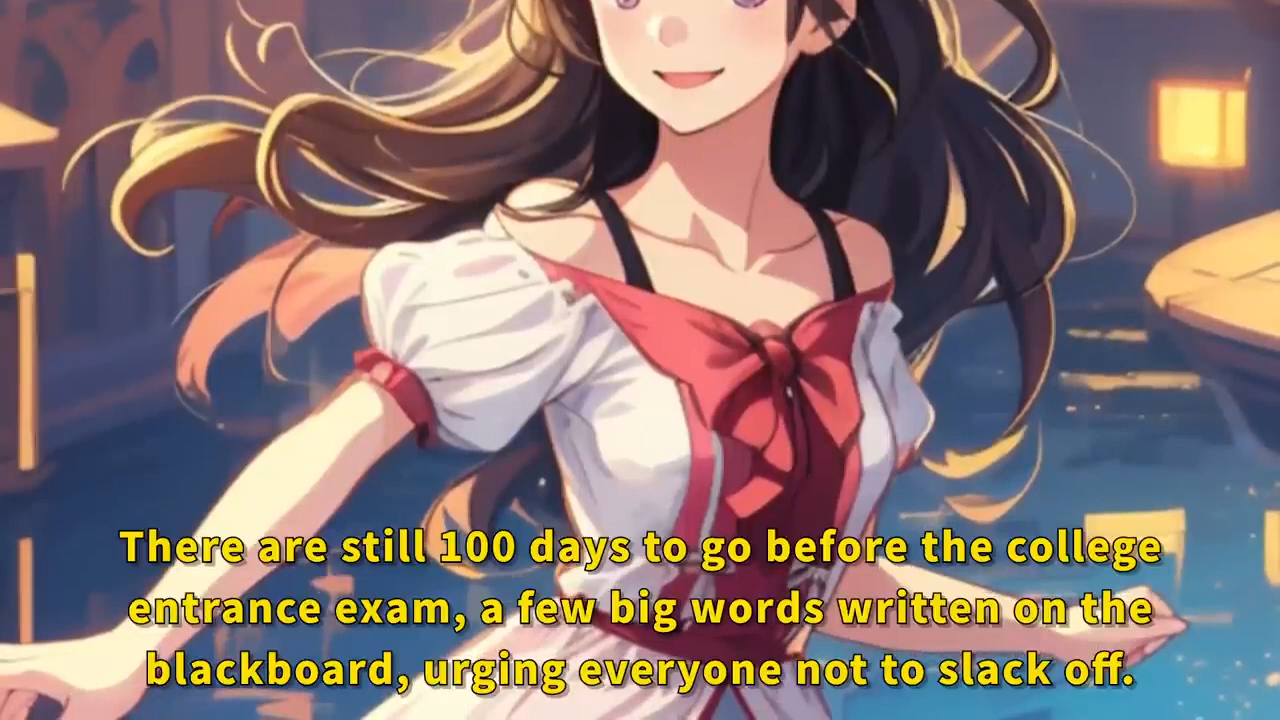 There are still 100 days to go before the college
entrance exam, a few big words written on the
blackboard, urging everyone not to slack off.